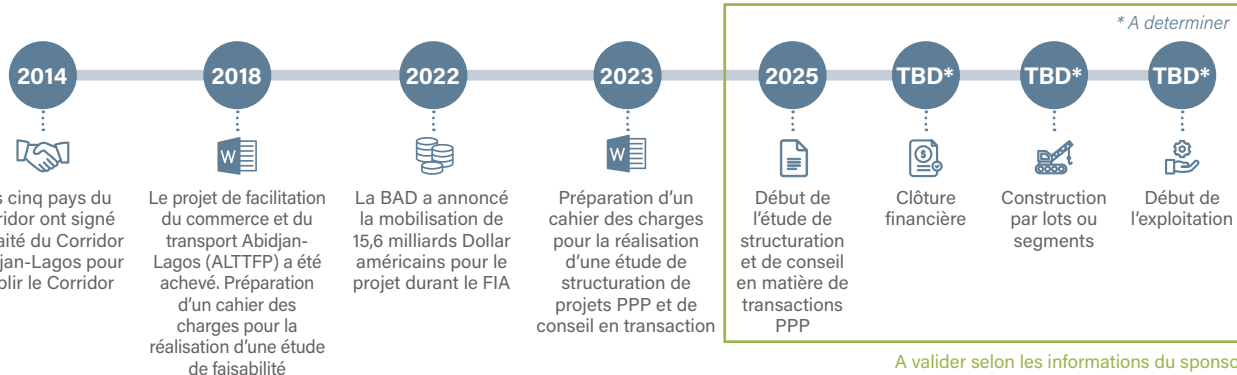 * A determiner
2014
2018
2022
2023
2025
TBD*
TBD*
TBD*
W
W
s cinq pays du
ridor ont signé
aité du Corridor
jan-Lagos pour
blir le Corridor
Le projet de facilitation
du commerce et du
transport Abidjan-
Lagos (ALTTFP) a été
achevé. Préparation
d'un cahier des
charges pour la
réalisation d'une étude
de faisabilité
La BAD a annoncé
la mobilisation de
15,6 milliards Dollar
américains pour le
projet durant le FIA
Préparation d'un
cahier des charges
pour la réalisation
d'une étude de
structuration de
projets PPP et de
conseil en transaction
Début de
l'étude de
structuration
et de conseil
en matière de
transactions
PPP
Clôture
financière
Construction
par lots ou
segments
Début de
l'exploitation
A valider selon les informations du sponso